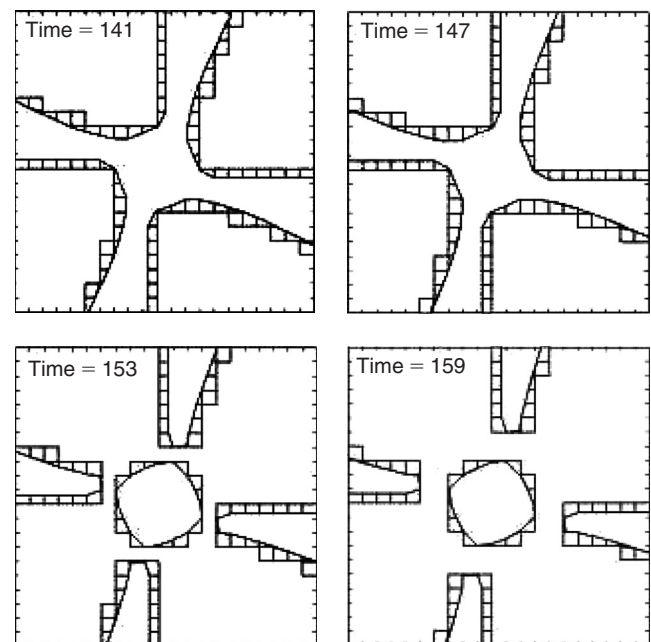 Time = 141
Time = 147
Time = 153
Time = 159